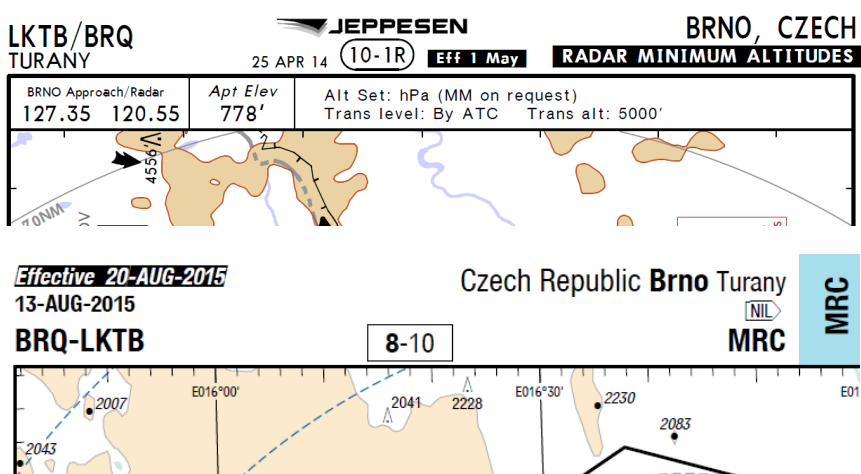 LKTB/BRQ
TURANY
JEPPESEN
25 APR 14
10-1R
Eff 1 May
BRNO, CZECH
RADAR MINIMUM ALTITUDES
BRNO Approach/Radar
127.35 120.55
Apt Elev
778'
Alt Set: hPa (MM on request)
Trans level: By ATC Trans alt: 5000'
4556'
70NM
Effective 20-AUG-2015
13-AUG-2015
BRQ-LKTB
8-10
Czech Republic Brno Turany
NIL
MRC
MRC
E016°00'
E016°30'
E01
2007
2041
2228
2230
2083
2043